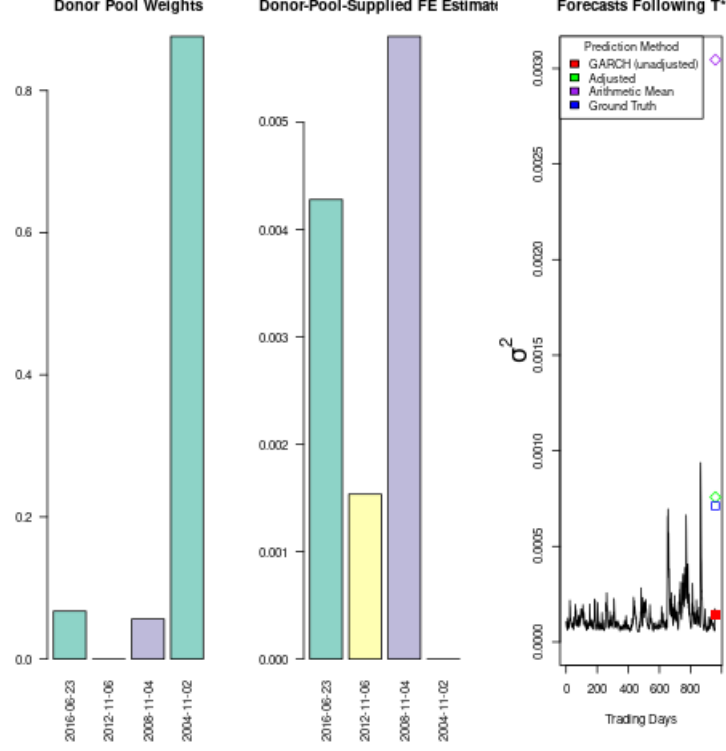 Donor Pool Weights
0.8
0.6
0.4
0.2
0.0
2016-06-23
2012-11-06
2008-11-04
2004-11-02
Donor-Pool-Supplied FE Estimate
0.005
0.004
0.003
0.002
0.001
0.000
2016-06-23
2012-11-06
2008-11-04
2004-11-02
Forecasts Following T*
Prediction Method
GARCH (unadjusted)
Adjusted
Arithmetic Mean
Ground Truth
σ²
0.0030
0.0025
0.0020
0.0015
0.0010
0.0005
0.0000
0 200 400 600 800
Trading Days